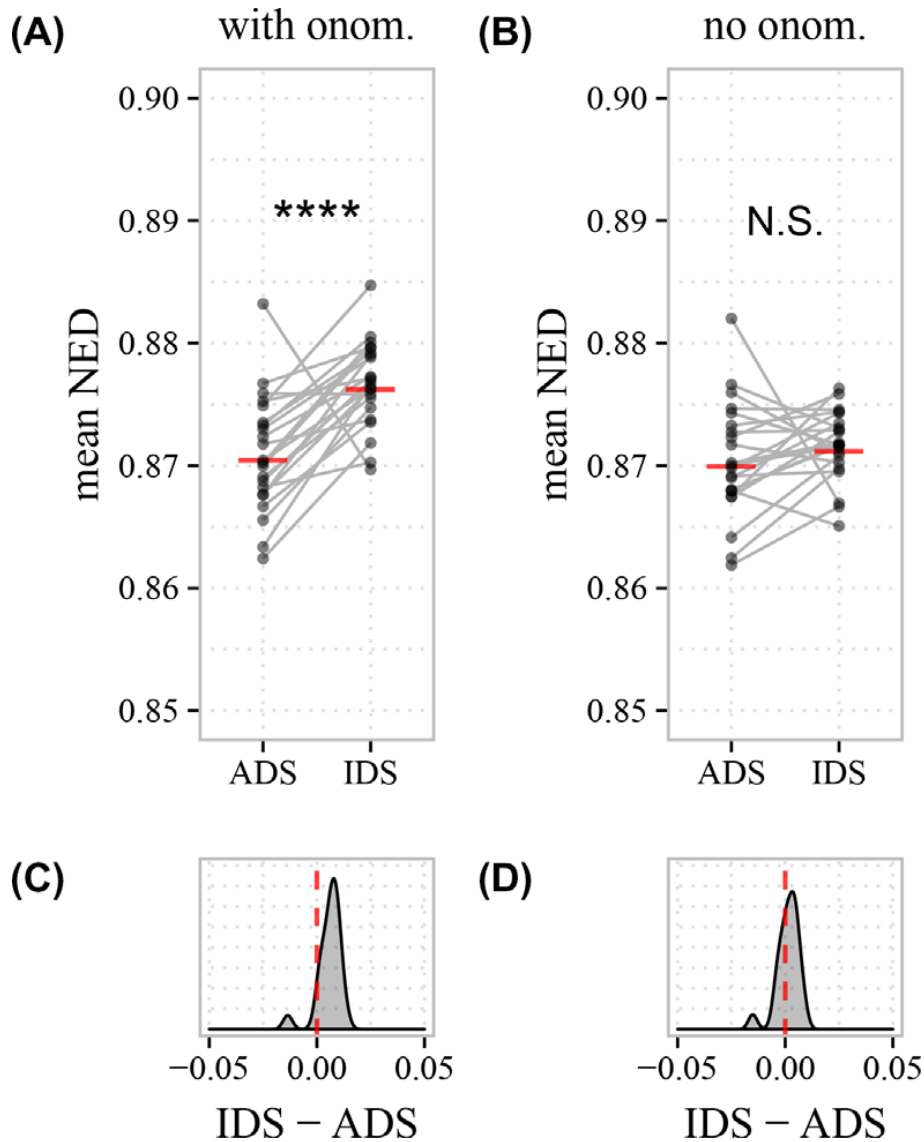 (A) with onom.
mean NED
0.90
0.89
0.88
0.87
0.86
0.85
****
ADS IDS
(B) no onom.
mean NED
0.90
0.89
0.88
0.87
0.86
0.85
N.S.
ADS IDS
(C)
−0.05 0.00 0.05
IDS − ADS
(D)
−0.05 0.00 0.05
IDS − ADS